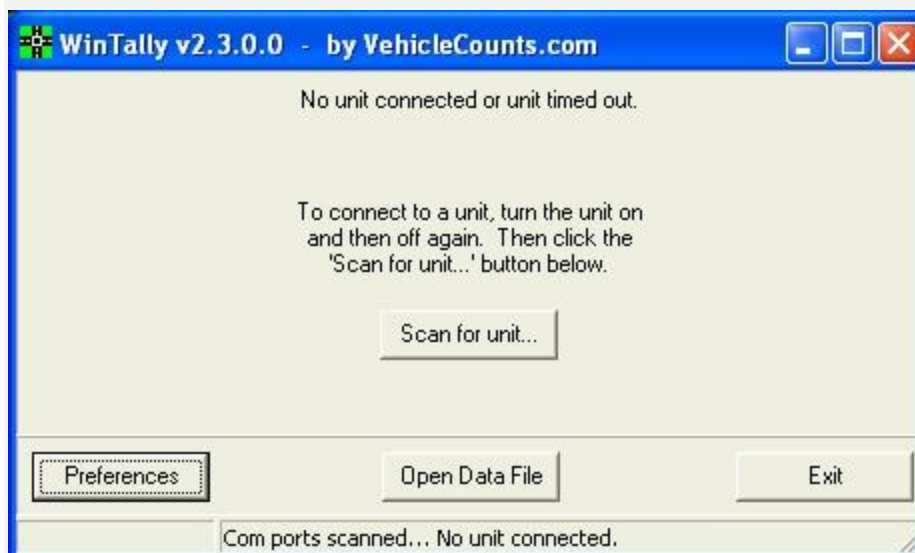 WinTally v2.3.0.0 - by VehicleCounts.com
No unit connected or unit timed out.
To connect to a unit, turn the unit on
and then off again. Then click the
'Scan for unit...' button below.
Scan for unit...
Preferences
Open Data File
Exit
Com ports scanned... No unit connected.